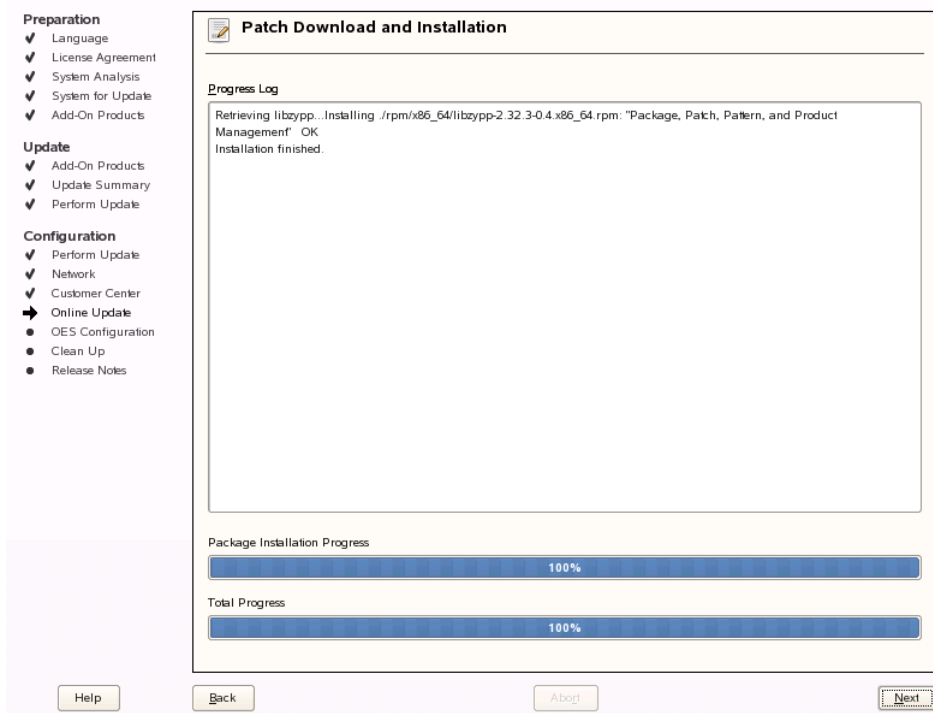 Preparation
Language
License Agreement
System Analysis
System for Update
Add-On Products
Update
Add-On Products
Update Summary
Perform Update
Configuration
Perform Update
Network
Customer Center
Online Update
OES Configuration
Clean Up
Release Notes
Patch Download and Installation
Progress Log
Retrieving libzypp...Installing ./rpm/x86_64/libzypp-2.32.3-0.4.x86_64.rpm: "Package, Patch, Pattern, and Product
Management" OK
Installation finished.
Package Installation Progress
100%
Total Progress
100%
Help
Back
Abort
Next